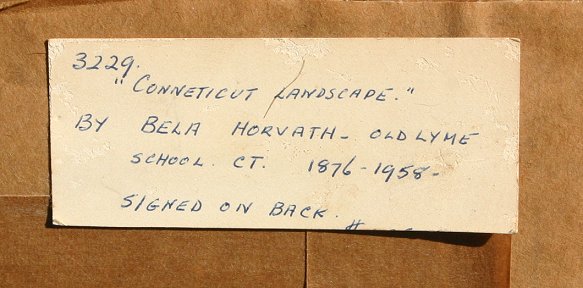 3229.
"CONNETICUT LANDSCAPE."
BY BELA HORVATH - OLD LYME
SCHOOL. CT. 1876-1958-
SIGNED ON BACK.